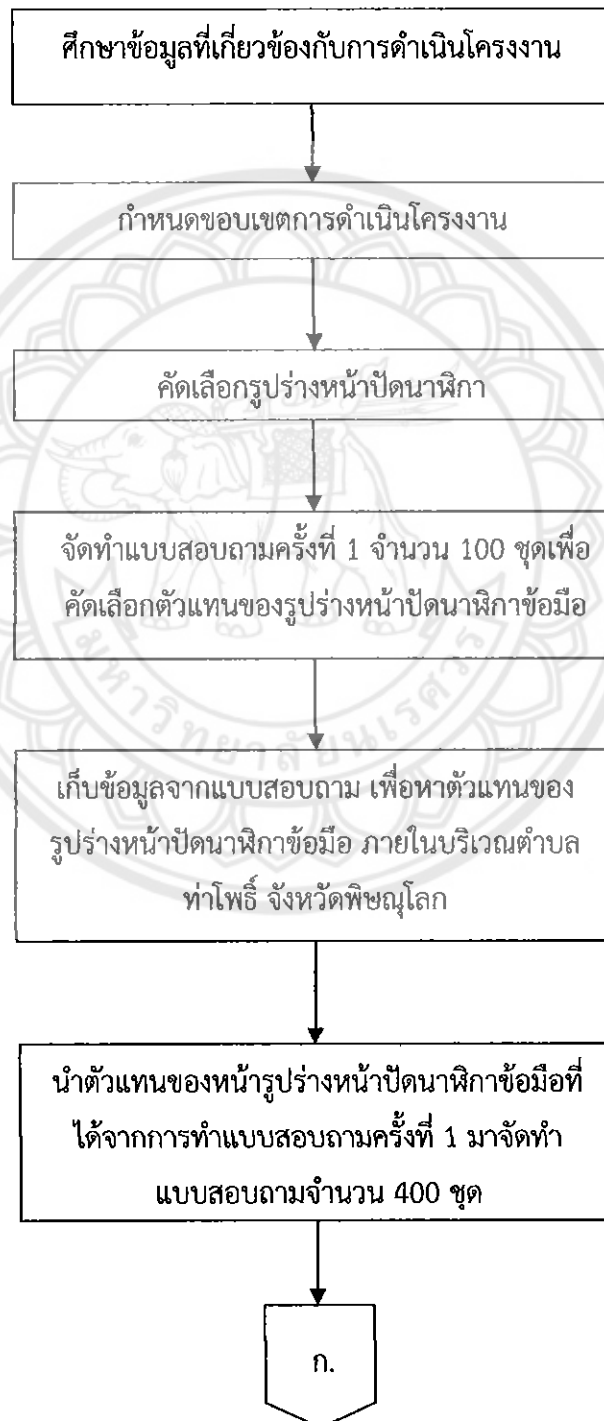 ศึกษาข้อมูลที่เกี่ยวข้องกับการดำเนินโครงงาน
กำหนดขอบเขตการดำเนินโครงงาน
คัดเลือกรูปร่างหน้าปัดนาฬิกา
จัดทำแบบสอบถามครั้งที่ 1 จำนวน 100 ชุดเพื่อ
คัดเลือกตัวแทนของรูปร่างหน้าปัดนาฬิกาข้อมือ
มหาวิทยาลัยนเรศวร
เก็บข้อมูลจากแบบสอบถาม เพื่อหาตัวแทนของ
รูปร่างหน้าปัดนาฬิกาข้อมือ ภายในบริเวณตำบล
ท่าโพธิ์ จังหวัดพิษณุโลก
นำตัวแทนของหน้ารูปร่างหน้าปัดนาฬิกาข้อมือที่
ได้จากการทำแบบสอบถามครั้งที่ 1 มาจัดทำ
แบบสอบถามจำนวน 400 ชุด
ก.